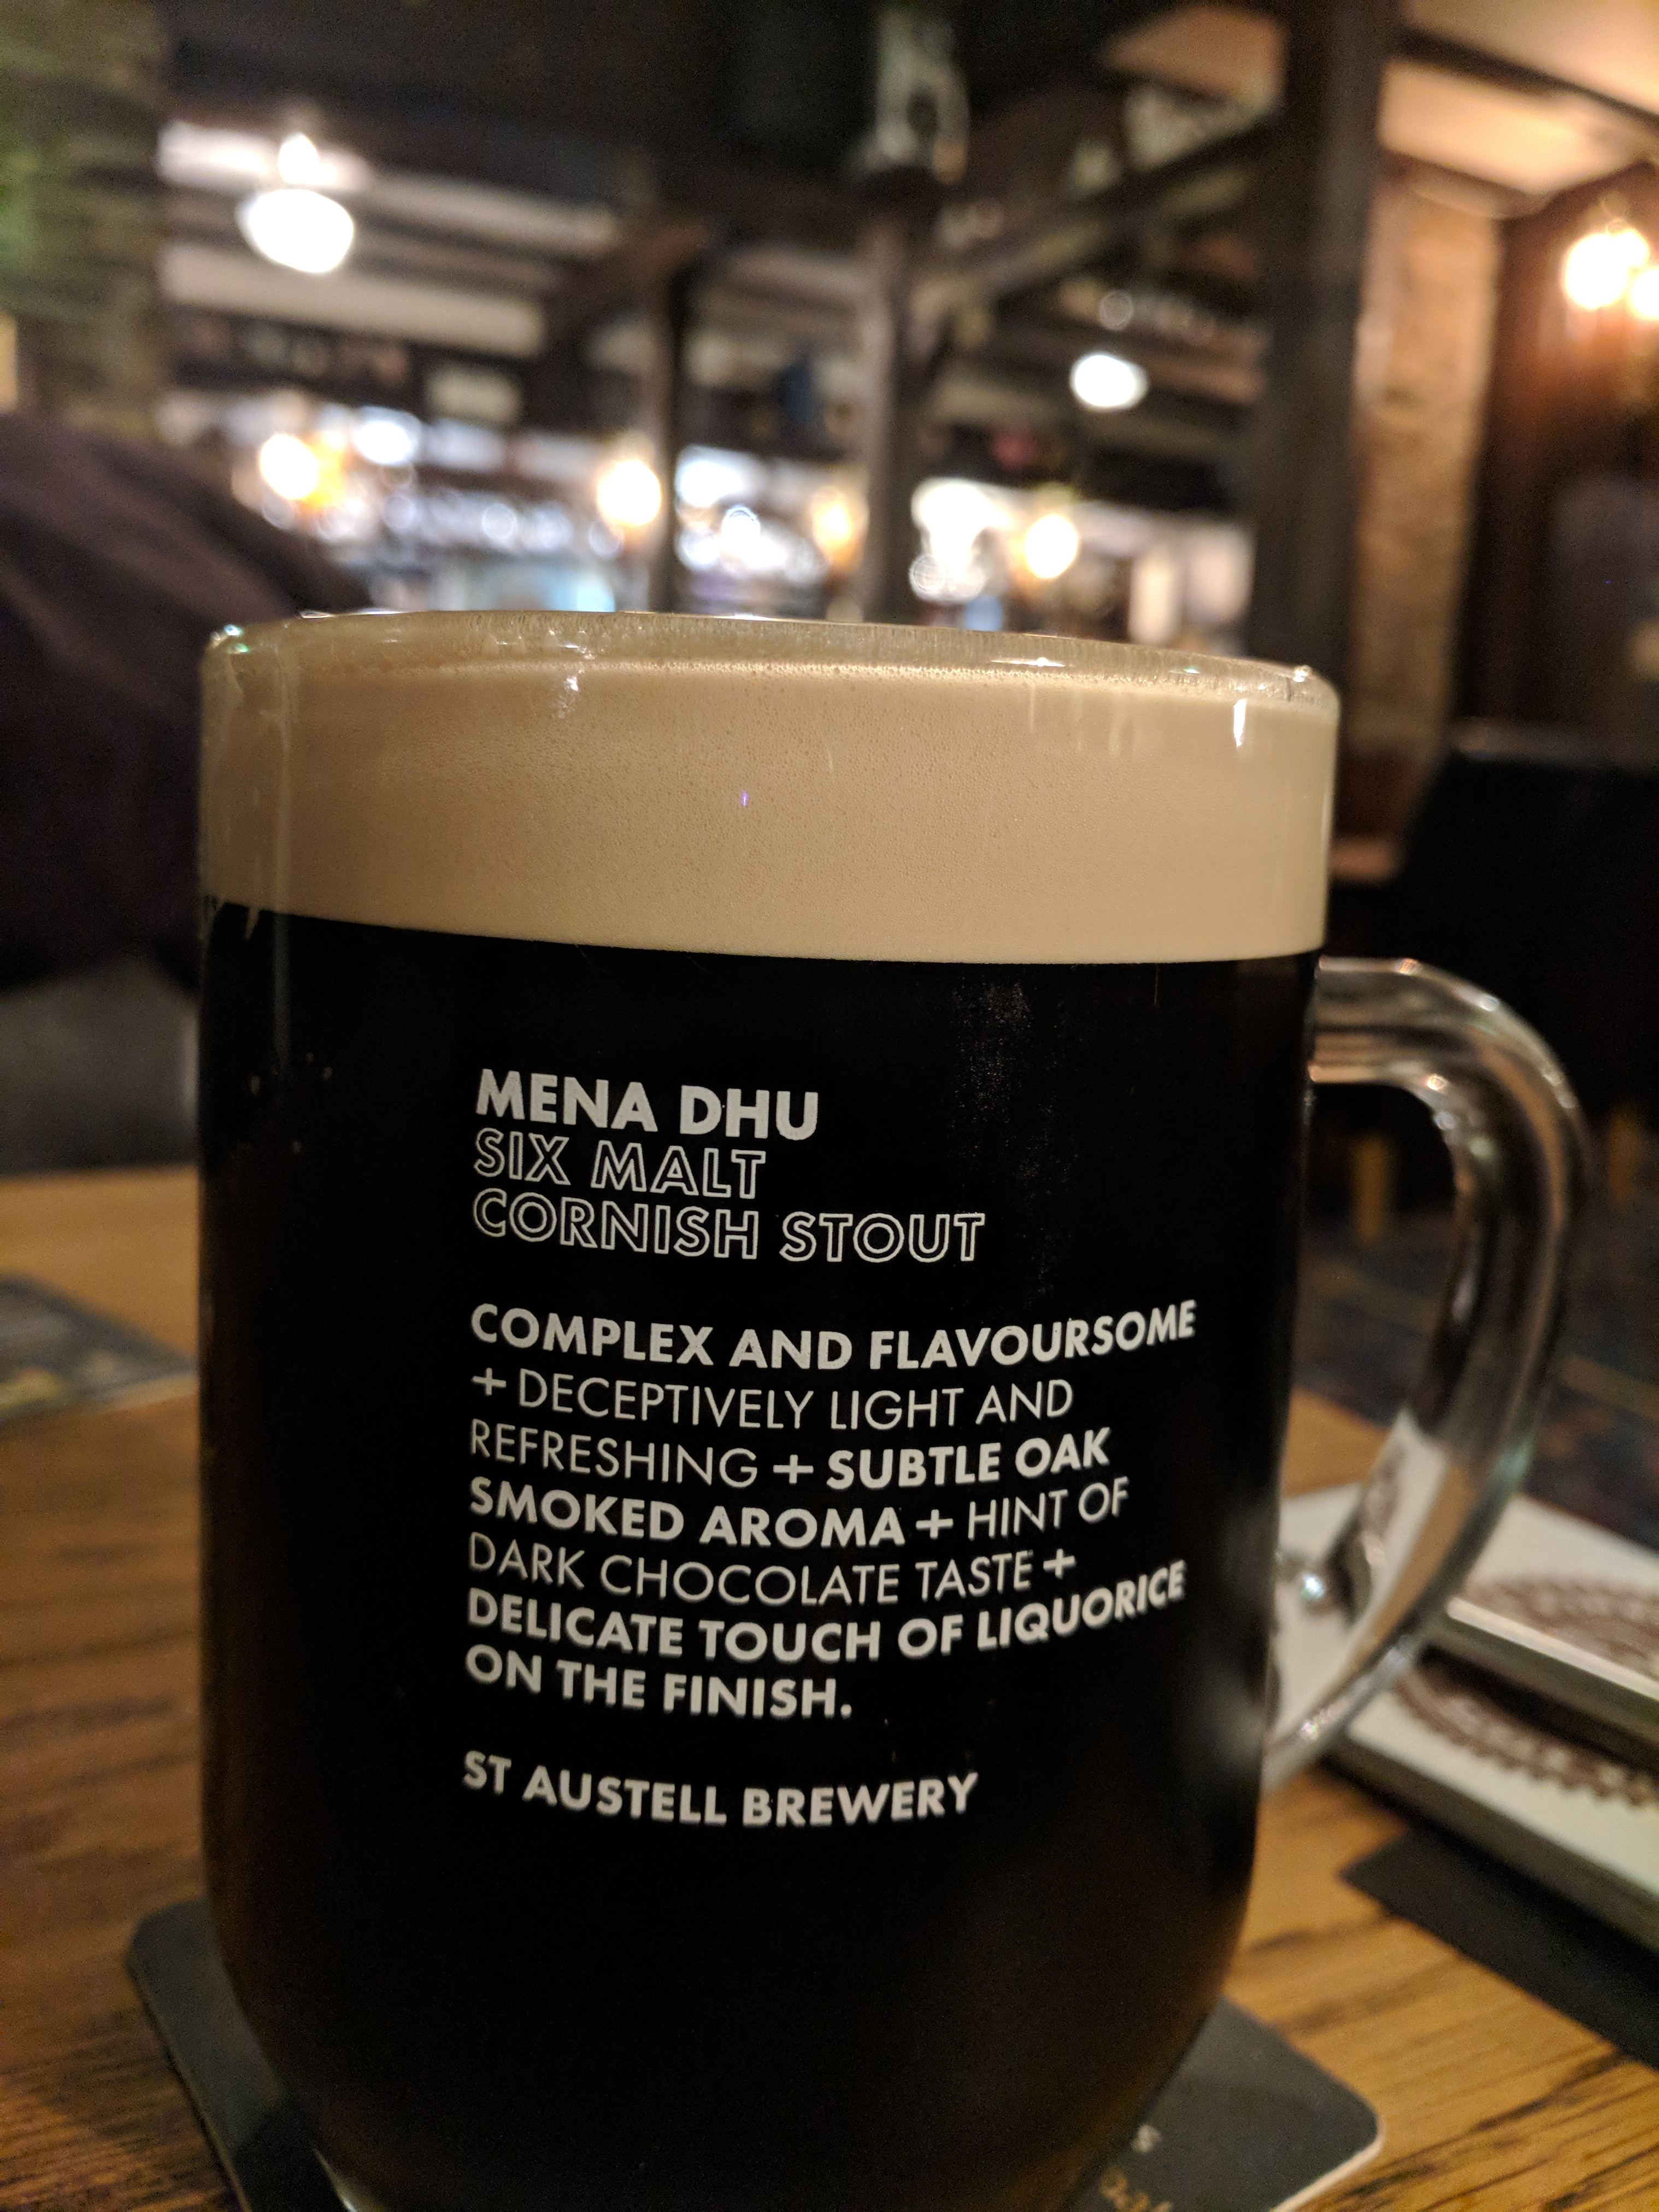 MENA DHU
SIX MALT
CORNISH STOUT
COMPLEX AND FLAVOURSOME
+ DECEPTIVELY LIGHT AND
REFRESHING + SUBTLE OAK
SMOKED AROMA + HINT OF
DARK CHOCOLATE TASTE +
DELICATE TOUCH OF LIQUORICE
ON THE FINISH.
ST AUSTELL BREWERY